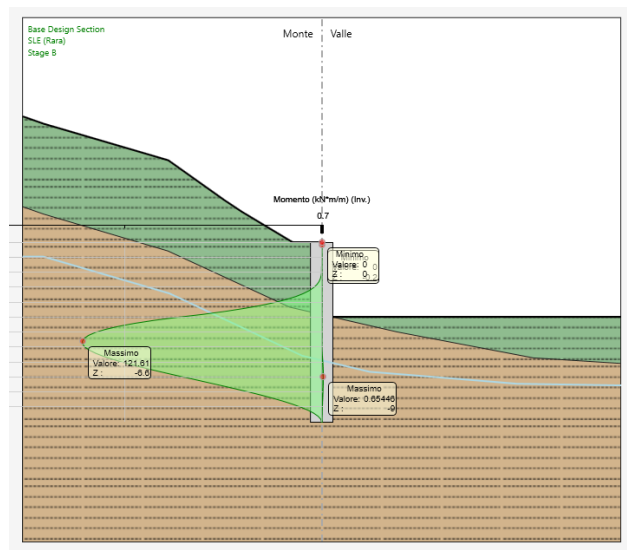 Base Design Section
SLE (Rara)
Stage B
Monte
Valle
Momento (kN*m/m) (Inv.)
0.7
Minimo
Valore: 0
Z : 0
Massimo
Valore: 121.61
Z : -6.6
Massimo
Valore: 0.65446
Z : -9